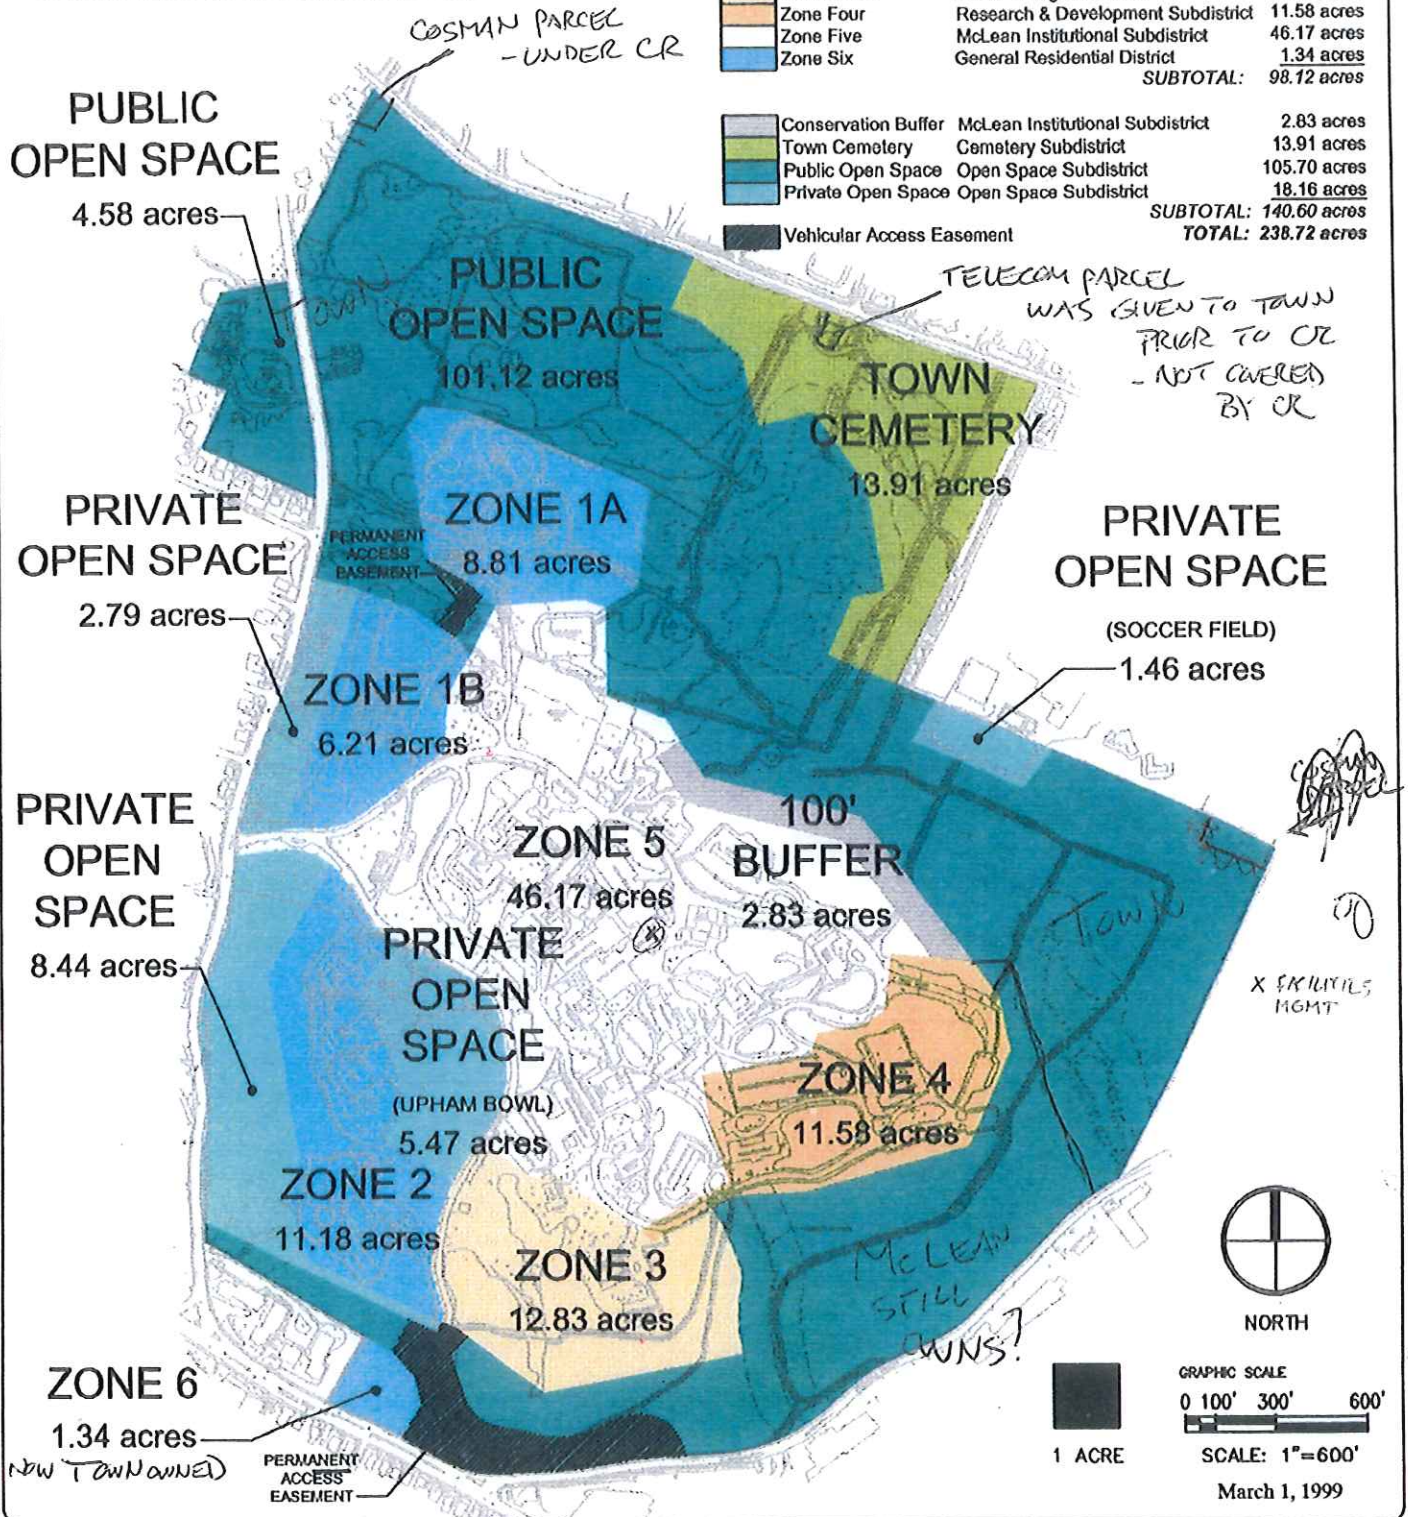 COSMAN PARCEL
- UNDER CR
Zone Four Research & Development Subdistrict 11.58 acres
Zone Five McLean Institutional Subdistrict 46.17 acres
Zone Six General Residential District 1.34 acres
SUBTOTAL: 98.12 acres
Conservation Buffer McLean Institutional Subdistrict 2.83 acres
Town Cemetery Cemetery Subdistrict 13.91 acres
Public Open Space Open Space Subdistrict 105.70 acres
Private Open Space Open Space Subdistrict 18.16 acres
SUBTOTAL: 140.60 acres
Vehicular Access Easement TOTAL: 238.72 acres
PUBLIC
OPEN SPACE
4.58 acres
TOWN
PUBLIC
OPEN SPACE
101.12 acres
TELECOM PARCEL
WAS GIVEN TO TOWN
PRIOR TO CR
- NOT COVERED
BY CR
TOWN
CEMETERY
13.91 acres
ZONE 1A
8.81 acres
PERMANENT
ACCESS
EASEMENT
PRIVATE
OPEN SPACE
2.79 acres
PRIVATE
OPEN SPACE
(SOCCER FIELD)
1.46 acres
ZONE 1B
6.21 acres
COSMAN
PARCEL
PRIVATE
OPEN
SPACE
8.44 acres
ZONE 5
46.17 acres
100'
BUFFER
2.83 acres
TOWN
X
X FACILITIES
MGMT
PRIVATE
OPEN
SPACE
(UPHAM BOWL)
5.47 acres
ZONE 4
11.58 acres
ZONE 2
11.18 acres
ZONE 3
12.83 acres
McLEAN
STILL
OWNS?
NORTH
ZONE 6
1.34 acres
NOW TOWN OWNED
PERMANENT
ACCESS
EASEMENT
1 ACRE
GRAPHIC SCALE
0 100' 300' 600'
SCALE: 1"=600'
March 1, 1999